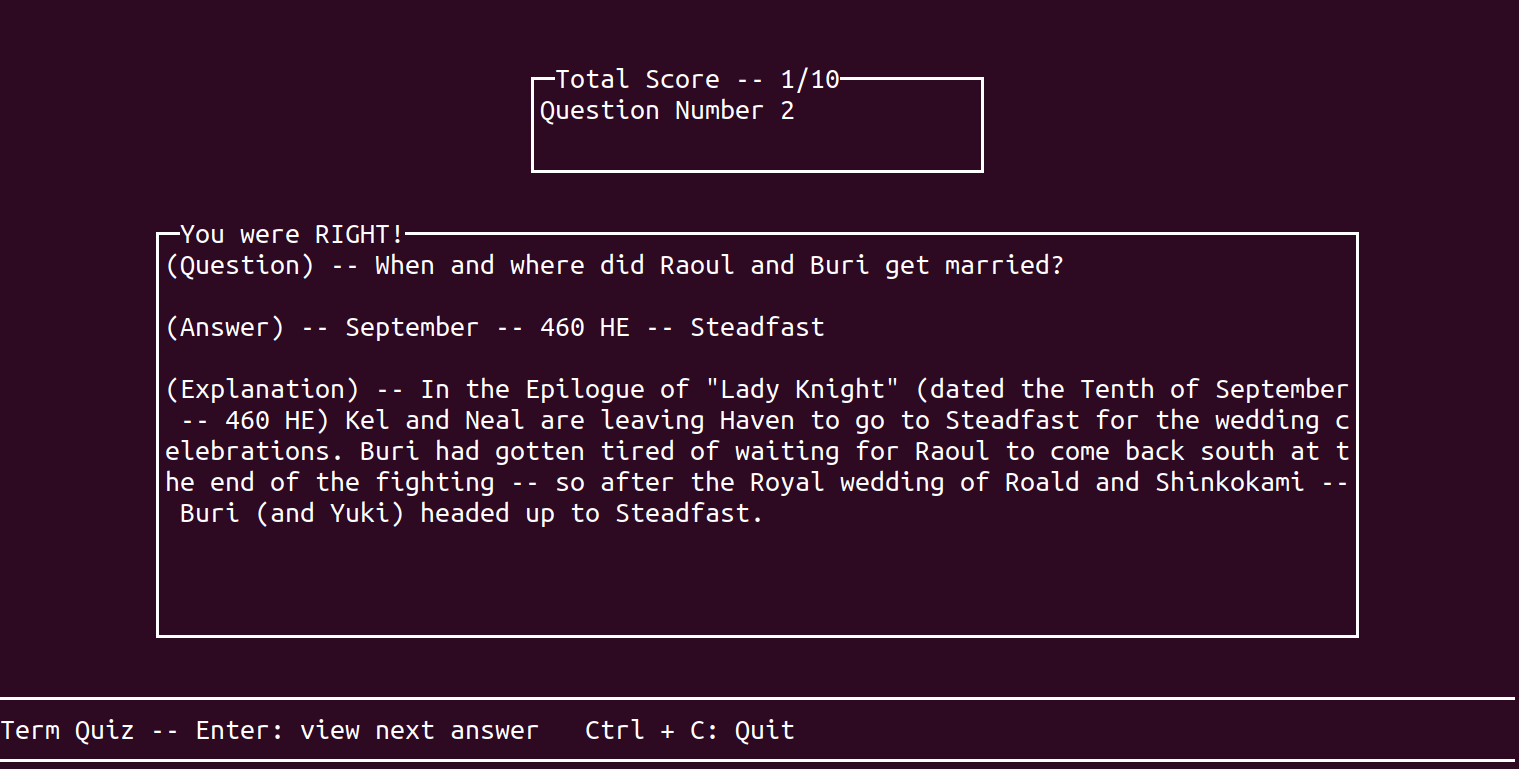 Total Score -- 1/10
Question Number 2
You were RIGHT!
(Question) -- When and where did Raoul and Buri get married?
(Answer) -- September -- 460 HE -- Steadfast
(Explanation) -- In the Epilogue of "Lady Knight" (dated the Tenth of September
-- 460 HE) Kel and Neal are leaving Haven to go to Steadfast for the wedding c
elebrations. Buri had gotten tired of waiting for Raoul to come back south at t
he end of the fighting -- so after the Royal wedding of Roald and Shinkokami --
Buri (and Yuki) headed up to Steadfast.
Term Quiz -- Enter: view next answer   Ctrl + C: Quit